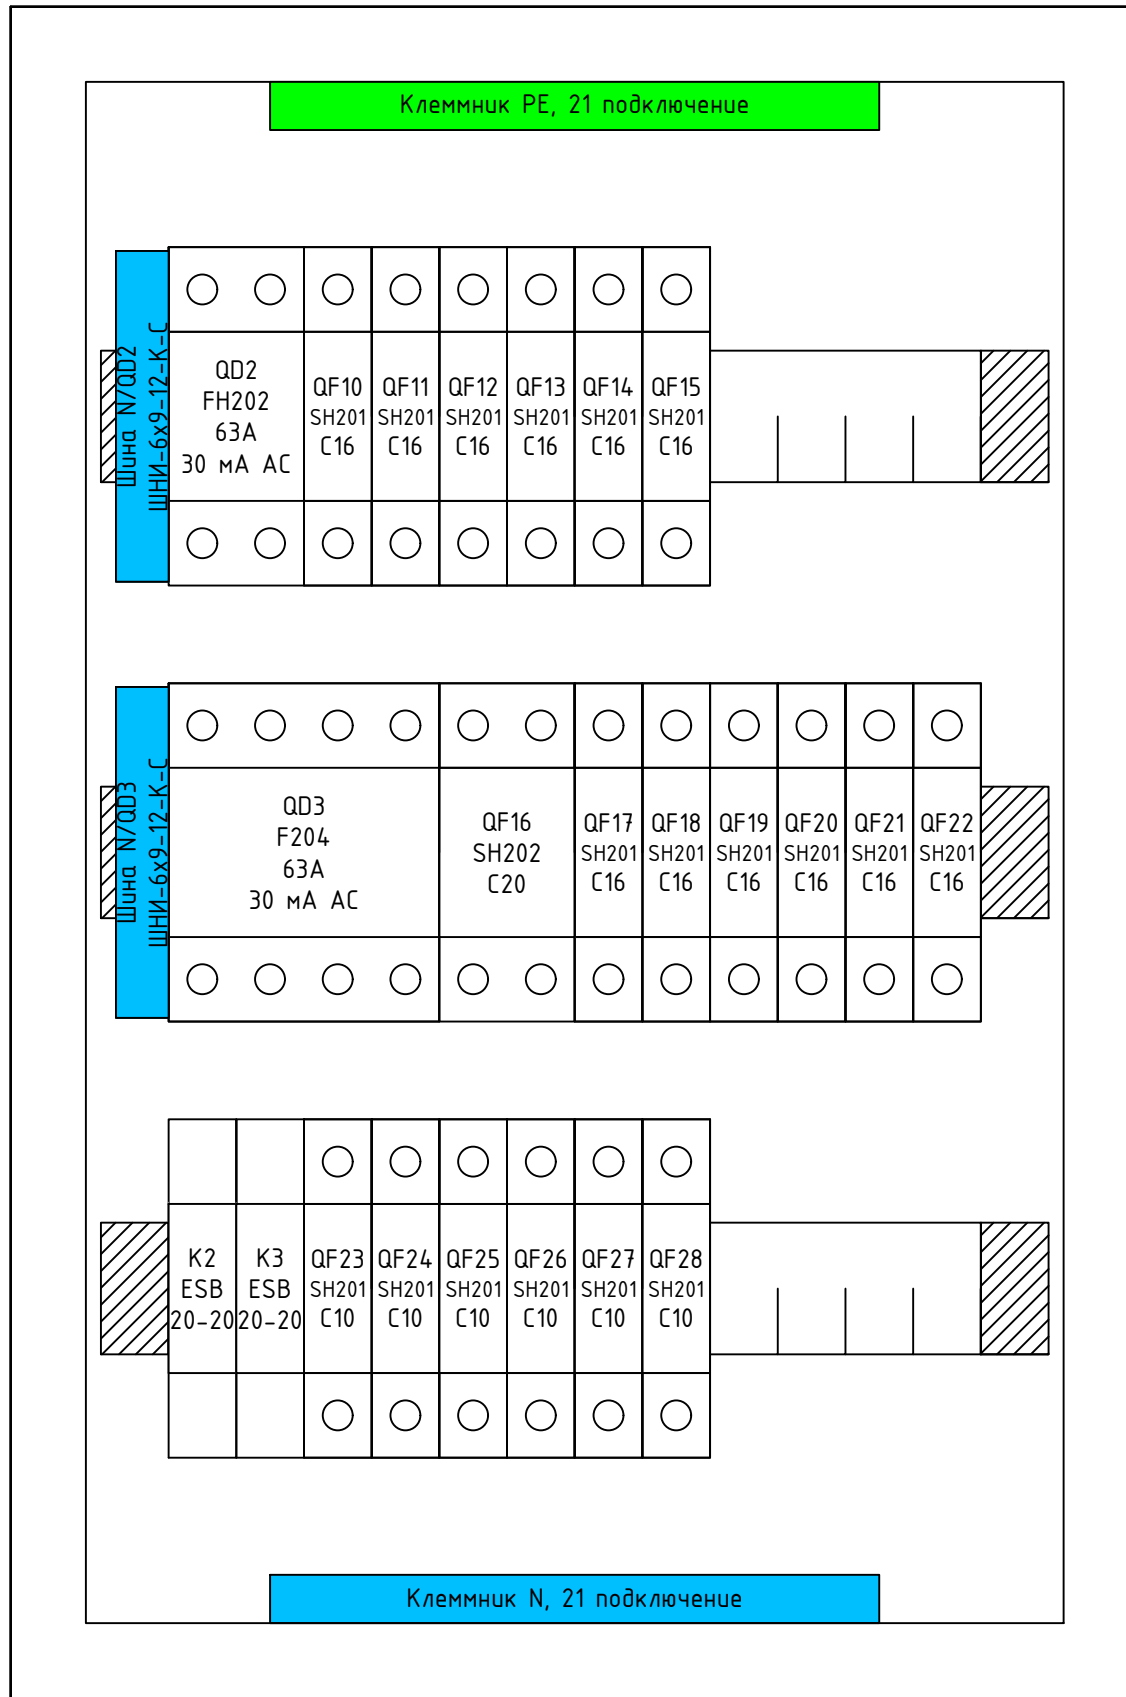 Клеммник PE, 21 подключение
Шина N/QD2
ШНИ-6х9-12-К-С
QD2
FH202
63А
30 мА АС
QF10
SH201
C16
QF11
SH201
C16
QF12
SH201
C16
QF13
SH201
C16
QF14
SH201
C16
QF15
SH201
C16
Шина N/QD3
ШНИ-6х9-12-К-С
QD3
F204
63А
30 мА АС
QF16
SH202
C20
QF17
SH201
C16
QF18
SH201
C16
QF19
SH201
C16
QF20
SH201
C16
QF21
SH201
C16
QF22
SH201
C16
K2
ESB
20-20
K3
ESB
20-20
QF23
SH201
C10
QF24
SH201
C10
QF25
SH201
C10
QF26
SH201
C10
QF27
SH201
C10
QF28
SH201
C10
Клеммник N, 21 подключение